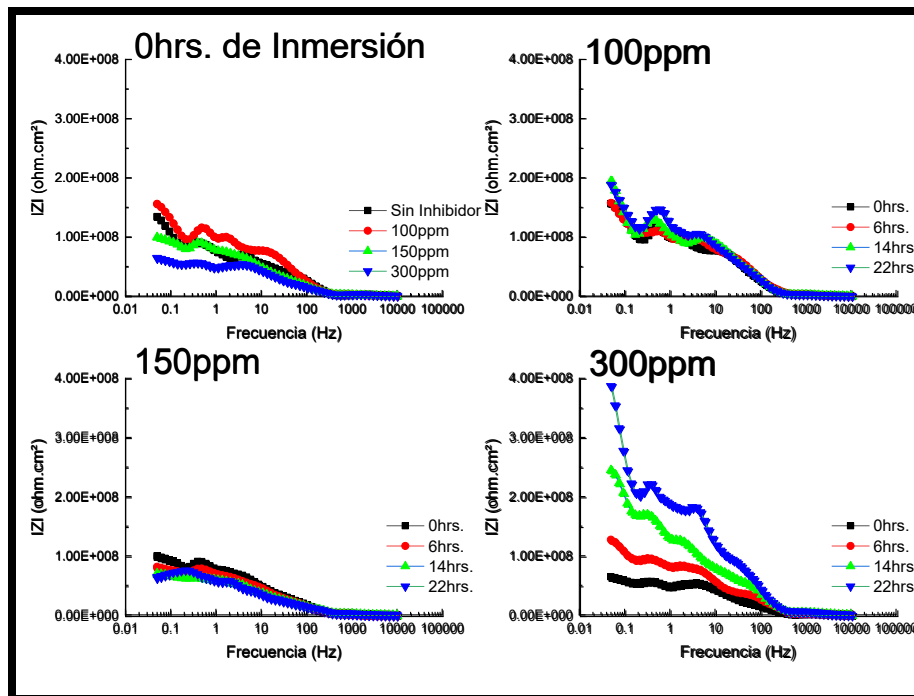 0hrs. de Inmersión
4.00E+008
3.00E+008
2.00E+008
1.00E+008
0.00E+000
IZI (ohm.cm²)
Sin Inhibidor
100ppm
150ppm
300ppm
0.01 0.1 1 10 100 1000 10000 100000
Frecuencia (Hz)
100ppm
4.00E+008
3.00E+008
2.00E+008
1.00E+008
0.00E+000
IZI (ohm.cm²)
0hrs.
6hrs.
14hrs.
22hrs.
0.01 0.1 1 10 100 1000 10000 100000
Frecuencia (Hz)
150ppm
4.00E+008
3.00E+008
2.00E+008
1.00E+008
0.00E+000
IZI (ohm.cm²)
0hrs.
6hrs.
14hrs.
22hrs.
0.01 0.1 1 10 100 1000 10000 100000
Frecuencia (Hz)
300ppm
4.00E+008
3.00E+008
2.00E+008
1.00E+008
0.00E+000
IZI (ohm.cm²)
0hrs.
6hrs.
14hrs.
22hrs.
0.01 0.1 1 10 100 1000 10000 100000
Frecuencia (Hz)